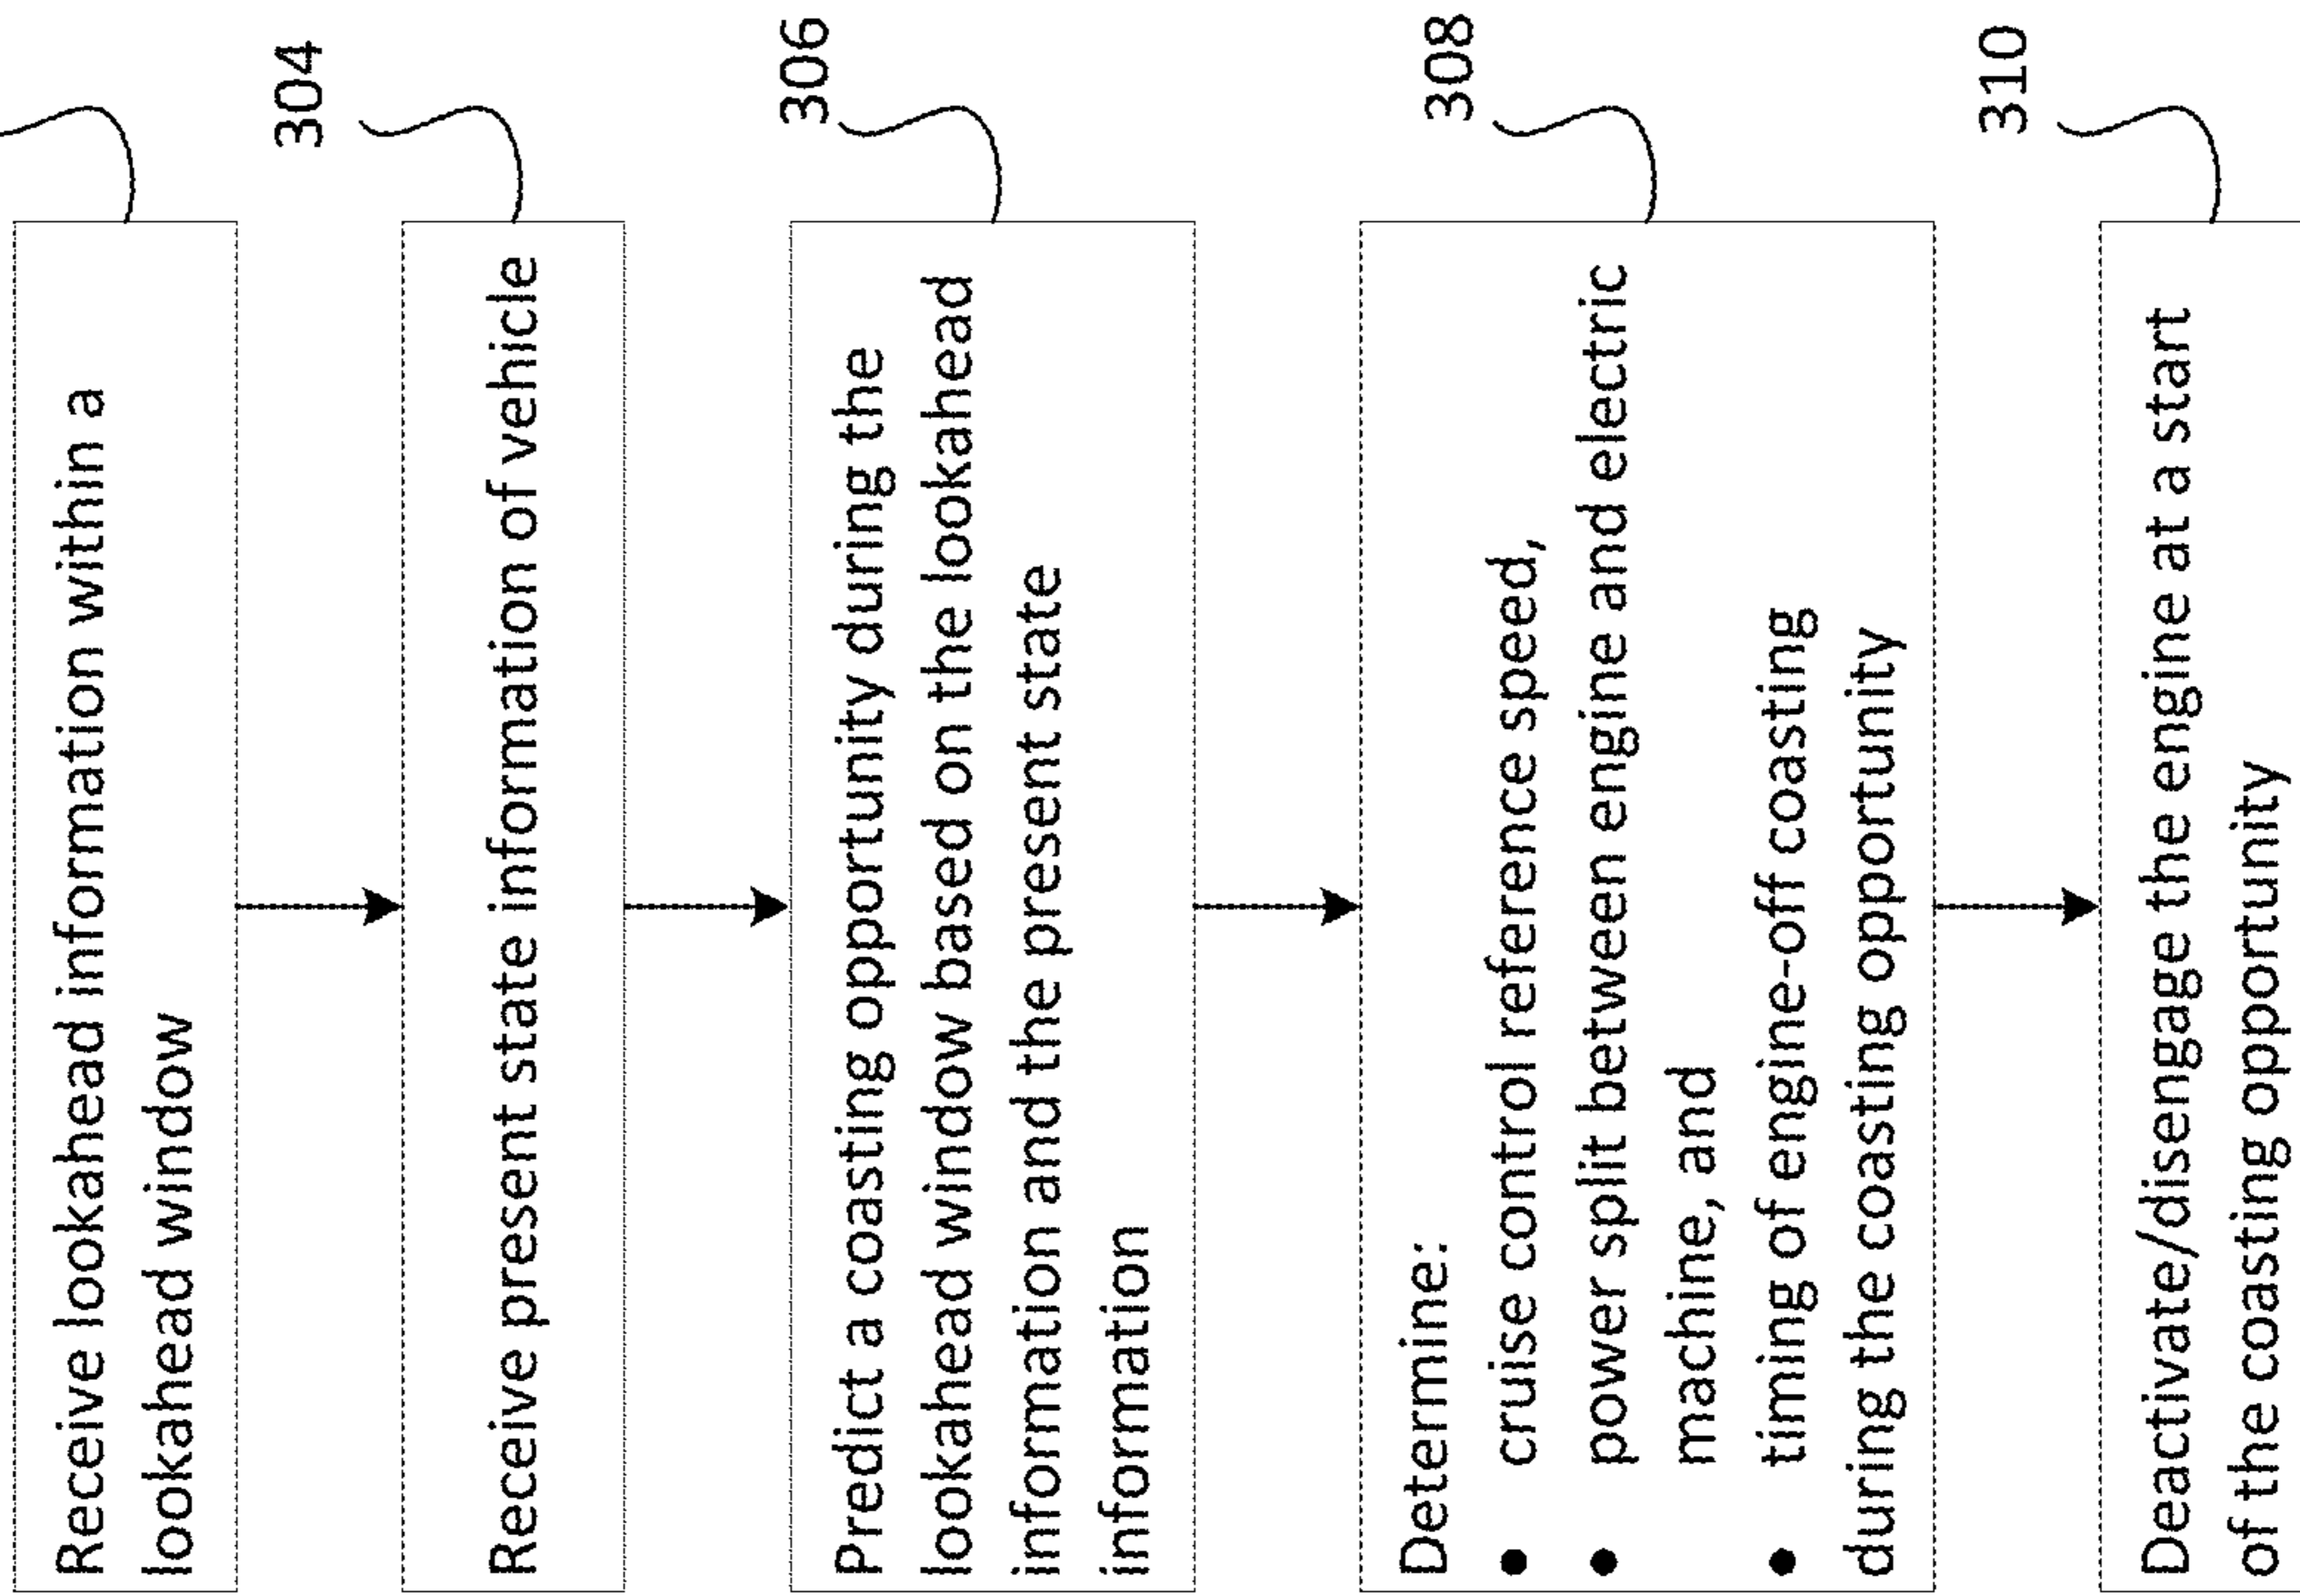 Receive lookahead information within a
lookahead window
304
Receive present state information of vehicle
306
Predict a coasting opportunity during the
lookahead window based on the lookahead
information and the present state
information
308
Determine:
• cruise control reference speed,
• power split between engine and electric
machine, and
• timing of engine-off coasting
during the coasting opportunity
310
Deactivate/disengage the engine at a start
of the coasting opportunity